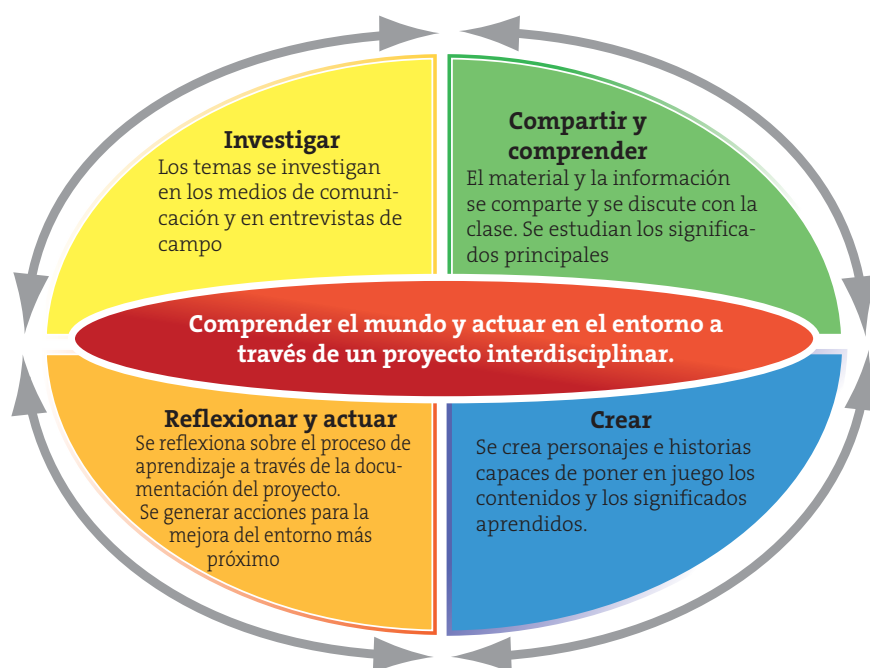 Investigar
Los temas se investigan
en los medios de comuni-
cación y en entrevistas de
campo
Compartir y
comprender
El material y la información
se comparte y se discute con la
clase. Se estudian los significa-
dos principales
Comprender el mundo y actuar en el entorno a
través de un proyecto interdisciplinar.
Reflexionar y actuar
Se reflexiona sobre el proceso de
aprendizaje a través de la docu-
mentación del proyecto.
Se generar acciones para la
mejora del entorno más
próximo
Crear
Se crea personajes e historias
capaces de poner en juego los
contenidos y los significados
aprendidos.